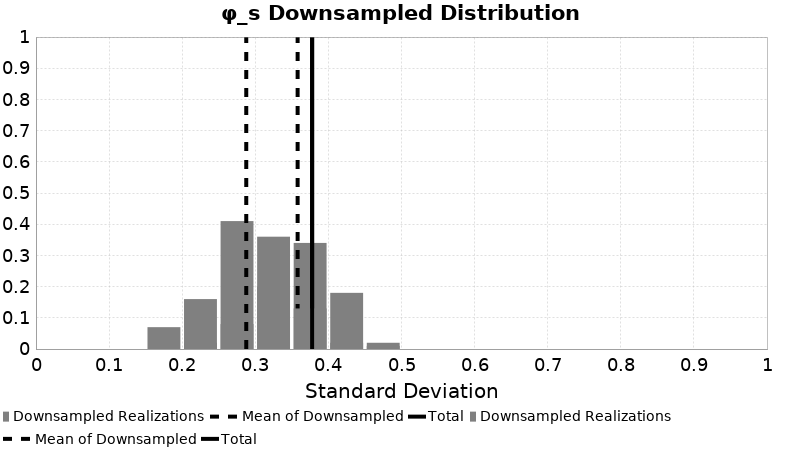 φ_s Downsampled Distribution
1
0.9
0.8
0.7
0.6
0.5
0.4
0.3
0.2
0.1
0
0 0.1 0.2 0.3 0.4 0.5 0.6 0.7 0.8 0.9 1
Standard Deviation
Downsampled Realizations Mean of Downsampled Total Downsampled Realizations
Mean of Downsampled Total